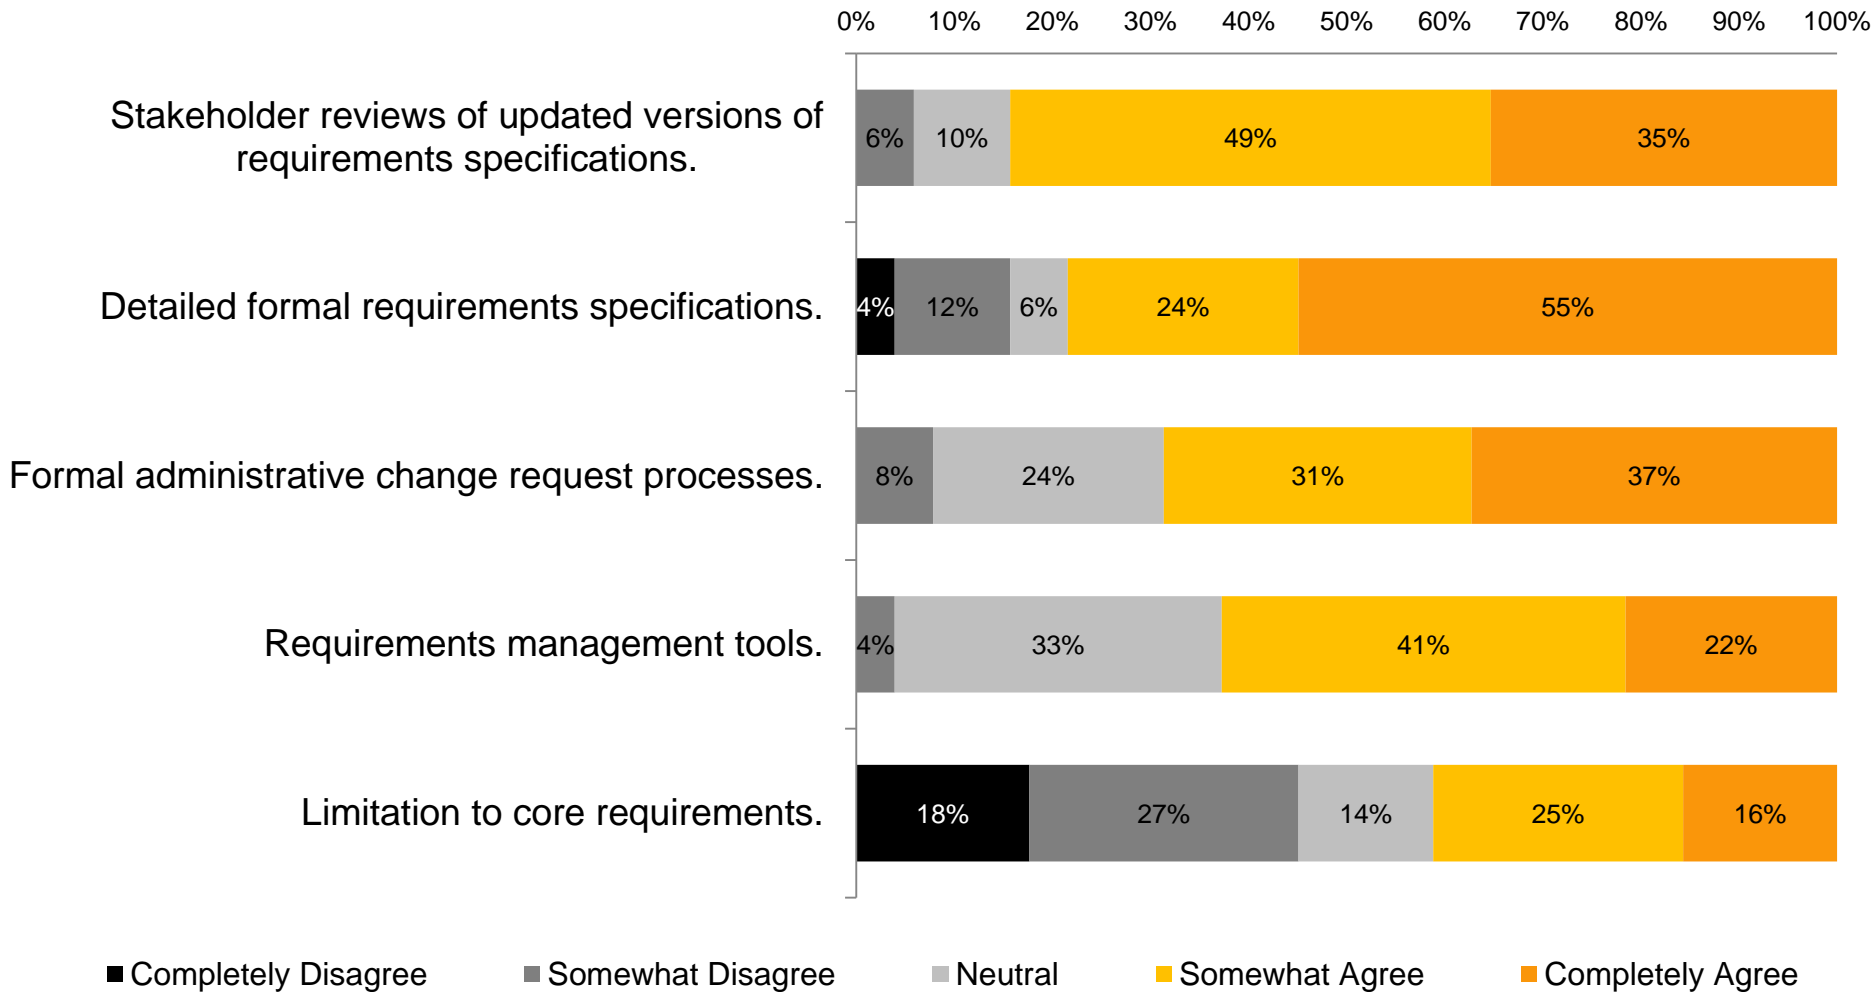 0% 10% 20% 30% 40% 50% 60% 70% 80% 90% 100%
Stakeholder reviews of updated versions of
requirements specifications.
6% 10% 49% 35%
Detailed formal requirements specifications.
4% 12% 6% 24% 55%
Formal administrative change request processes.
8% 24% 31% 37%
Requirements management tools.
4% 33% 41% 22%
Limitation to core requirements.
18% 27% 14% 25% 16%
Completely Disagree Somewhat Disagree Neutral Somewhat Agree Completely Agree